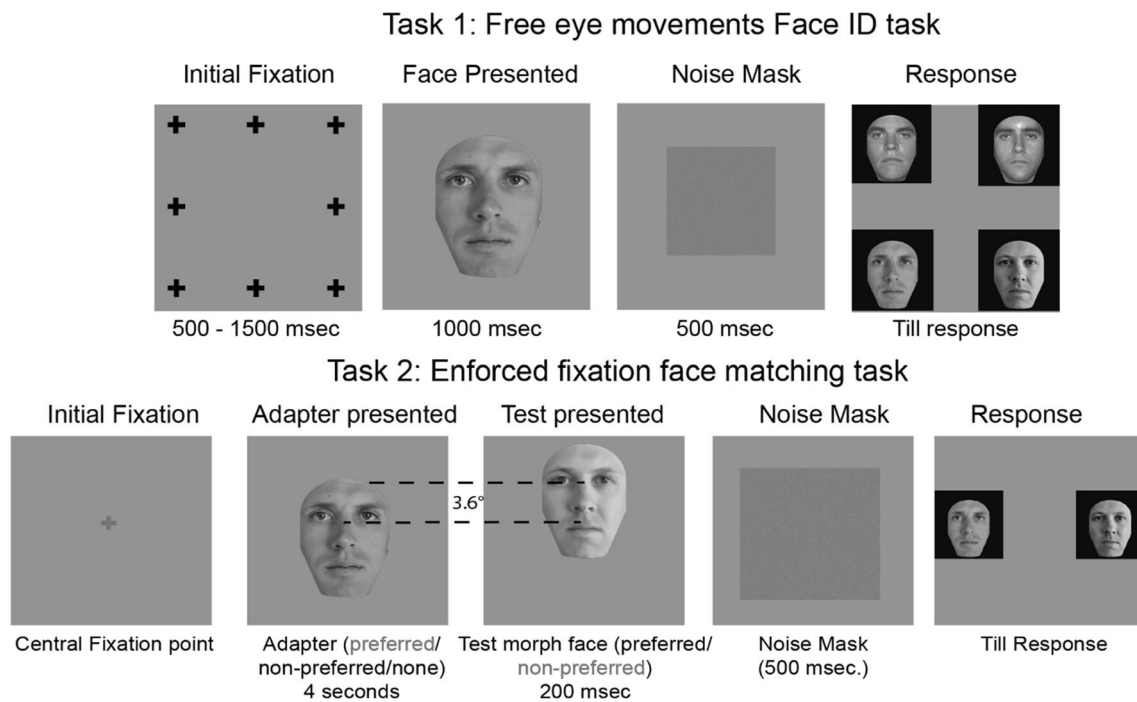 Task 1: Free eye movements Face ID task
Initial Fixation
Face Presented
Noise Mask
Response
500 - 1500 msec
1000 msec
500 msec
Till response
Task 2: Enforced fixation face matching task
Initial Fixation
Adapter presented
Test presented
Noise Mask
Response
3.6°
Central Fixation point
Adapter (preferred/
non-preferred/none)
4 seconds
Test morph face (preferred/
non-preferred)
200 msec
Noise Mask
(500 msec.)
Till Response